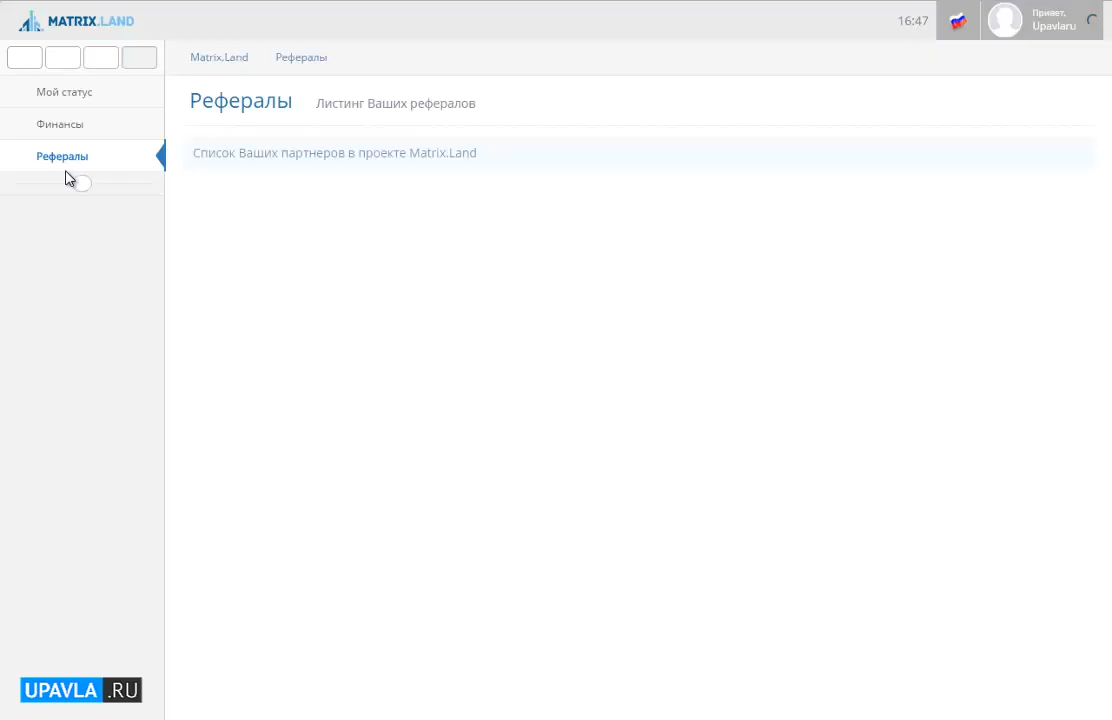 MATRIX.LAND
16:47
Привет,
Upavlaru
Matrix.Land
Рефералы
Мой статус
Финансы
Рефералы
Рефералы
Листинг Ваших рефералов
Список Ваших партнеров в проекте Matrix.Land
UPAVLA .RU